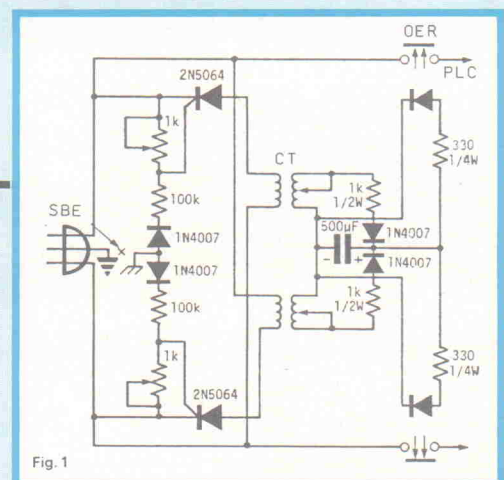 OER
2N5064
PLC
1k
330
1/4W
CT
1k
1/2W
100k
SBE
500µF
1N4007
- +
1N4007
1N4007
1N4007
100k
1k
1/2W
1k
330
1/4W
2N5064
Fig. 1